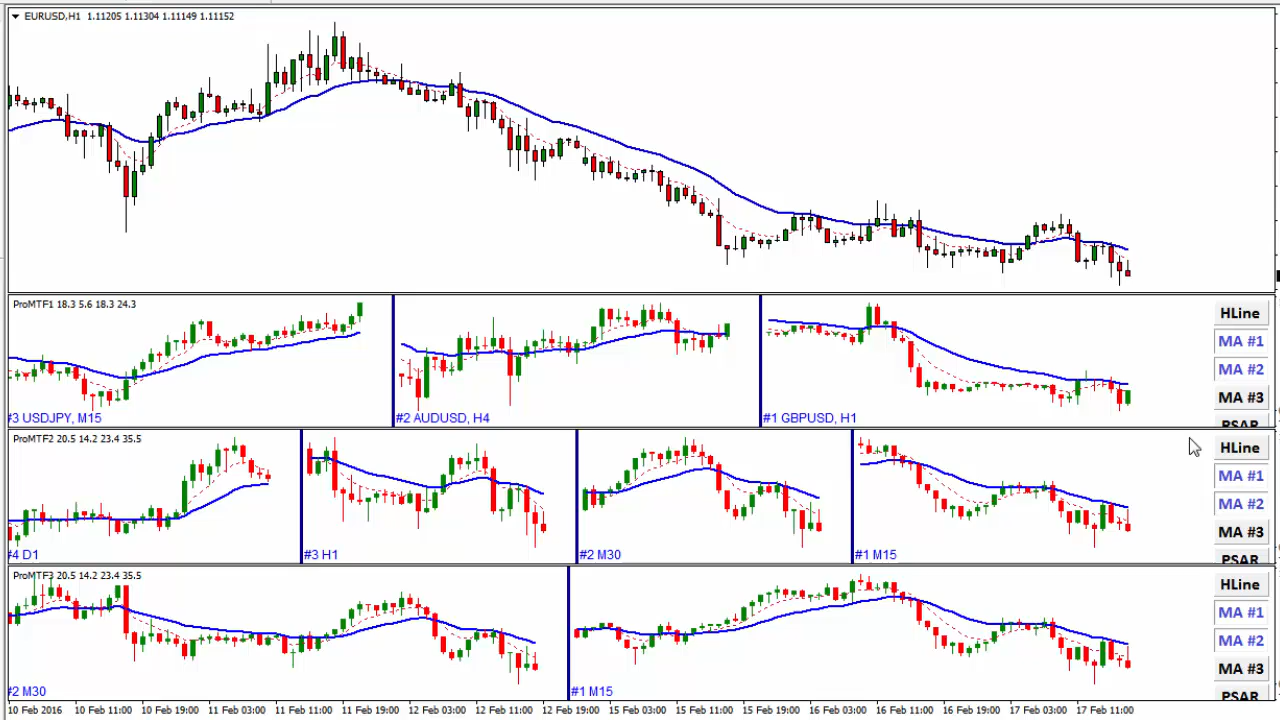 EURUSD,H1 1.11205 1.11304 1.11149 1.11152
ProMTF1 18.3 5.6 18.3 24.3
HLine
MA #1
MA #2
MA #3
PSAR
#3 USDJPY, M15
#2 AUDUSD, H4
#1 GBPUSD, H1
ProMTF2 20.5 14.2 23.4 35.5
HLine
MA #1
MA #2
MA #3
PSAR
#4 D1
#3 H1
#2 M30
#1 M15
ProMTF3 20.5 14.2 23.4 35.5
HLine
MA #1
MA #2
MA #3
PSAR
#2 M30
#1 M15
10 Feb 2016 10 Feb 11:00 10 Feb 19:00 11 Feb 03:00 11 Feb 11:00 11 Feb 19:00 12 Feb 03:00 12 Feb 11:00 12 Feb 19:00 15 Feb 03:00 15 Feb 11:00 15 Feb 19:00 16 Feb 03:00 16 Feb 11:00 16 Feb 19:00 17 Feb 03:00 17 Feb 11:00